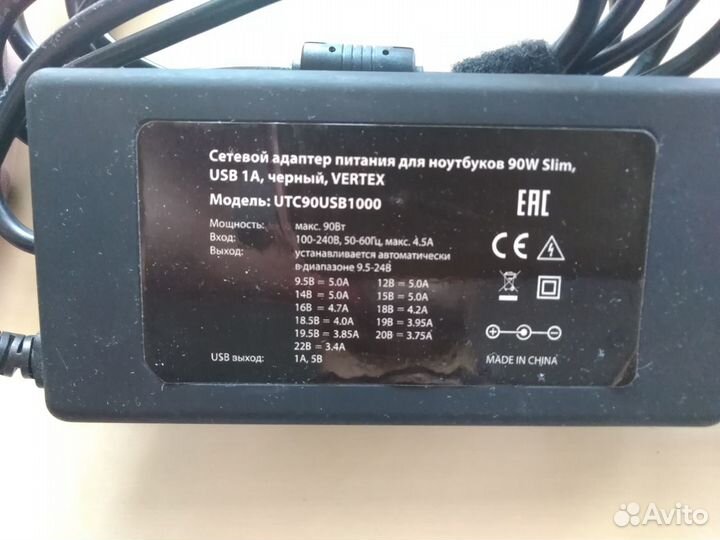 Сетевой адаптер питания для ноутбуков 90W Slim,
USB 1A, черный, VERTEX
Модель: UTC90USB1000
Мощность: макс. 90Вт
Вход: 100-240В, 50-60Гц, макс. 4.5А
Выход: устанавливается автоматически
в диапазоне 9.5-24В
9.5В = 5.0А 12В = 5.0А
14В = 5.0А 15В = 5.0А
16В = 4.7А 18В = 4.2А
18.5В = 4.0А 19В = 3.95А
19.5В = 3.85А 20В = 3.75А
22В = 3.4А
USB выход: 1А, 5В
EAC
CE
MADE IN CHINA
Avito